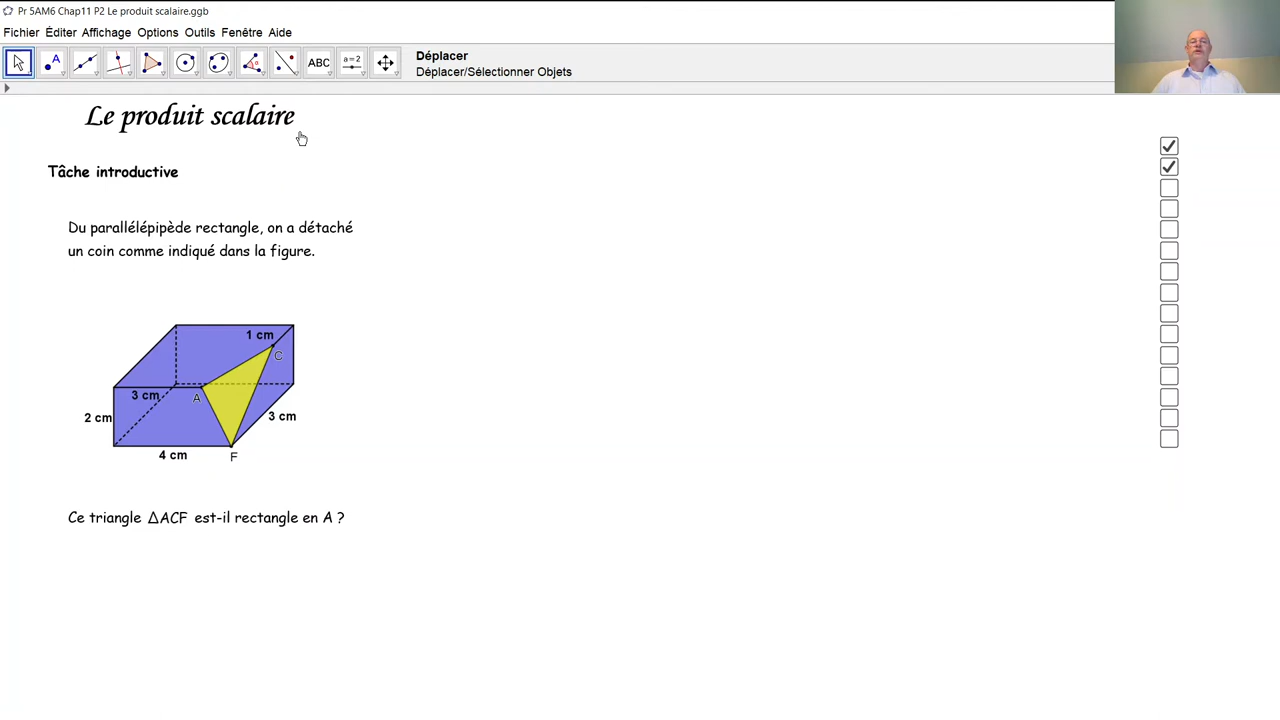 Pr 5AM6 Chap11 P2 Le produit scalaire.ggb
Fichier Éditer Affichage Options Outils Fenêtre Aide
A
α
ABC
a=2
Déplacer
Déplacer/Sélectionner Objets
Le produit scalaire
Tâche introductive
Du parallélépipède rectangle, on a détaché
un coin comme indiqué dans la figure.
1 cm
C
3 cm
A
2 cm
3 cm
4 cm
F
Ce triangle ΔACF est-il rectangle en A ?